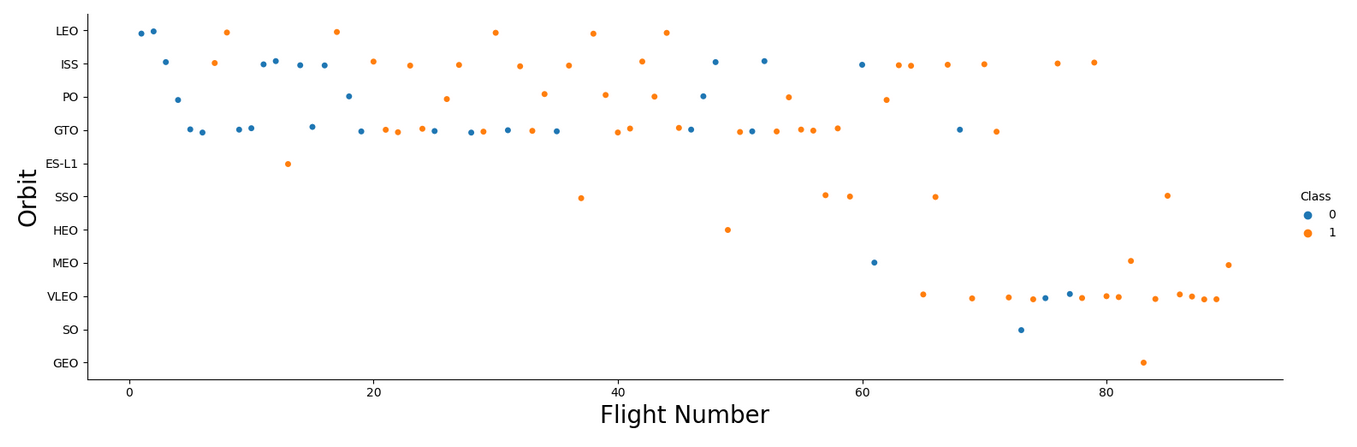 LEO
ISS
PO
GTO
ES-L1
SSO
HEO
MEO
VLEO
SO
GEO
Orbit
0 20 40 60 80
Flight Number
Class
0
1